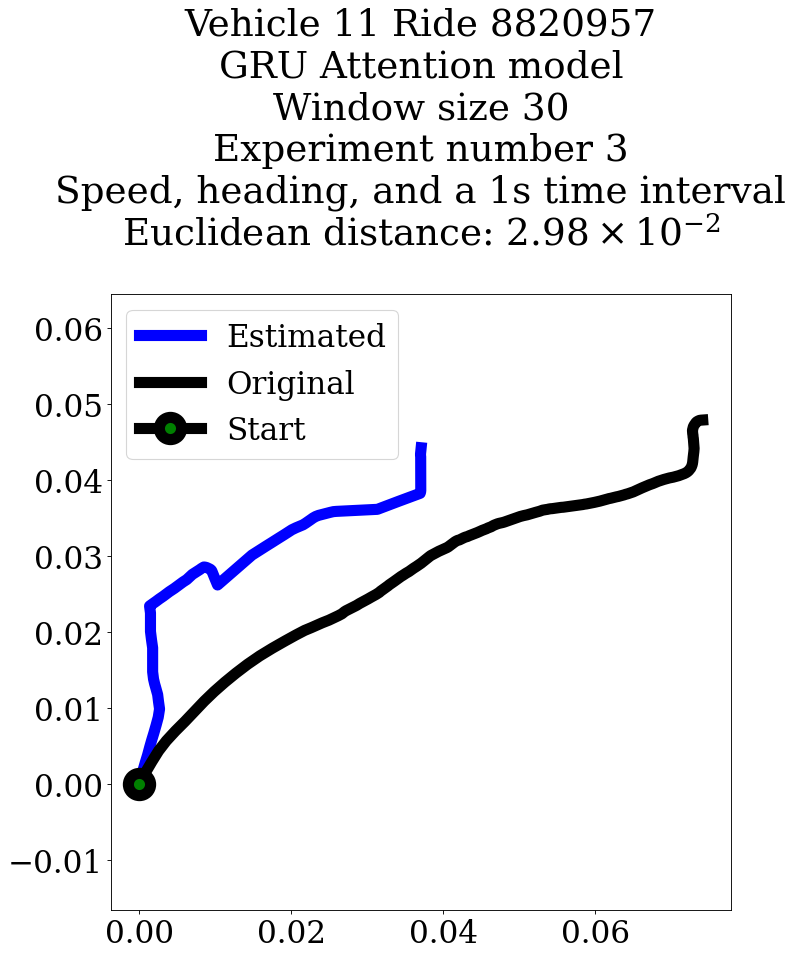 Vehicle 11 Ride 8820957
GRU Attention model
Window size 30
Experiment number 3
Speed, heading, and a 1s time interval
Euclidean distance: 2.98 × 10⁻²
Estimated
Original
Start
0.06
0.05
0.04
0.03
0.02
0.01
0.00
−0.01
0.00 0.02 0.04 0.06